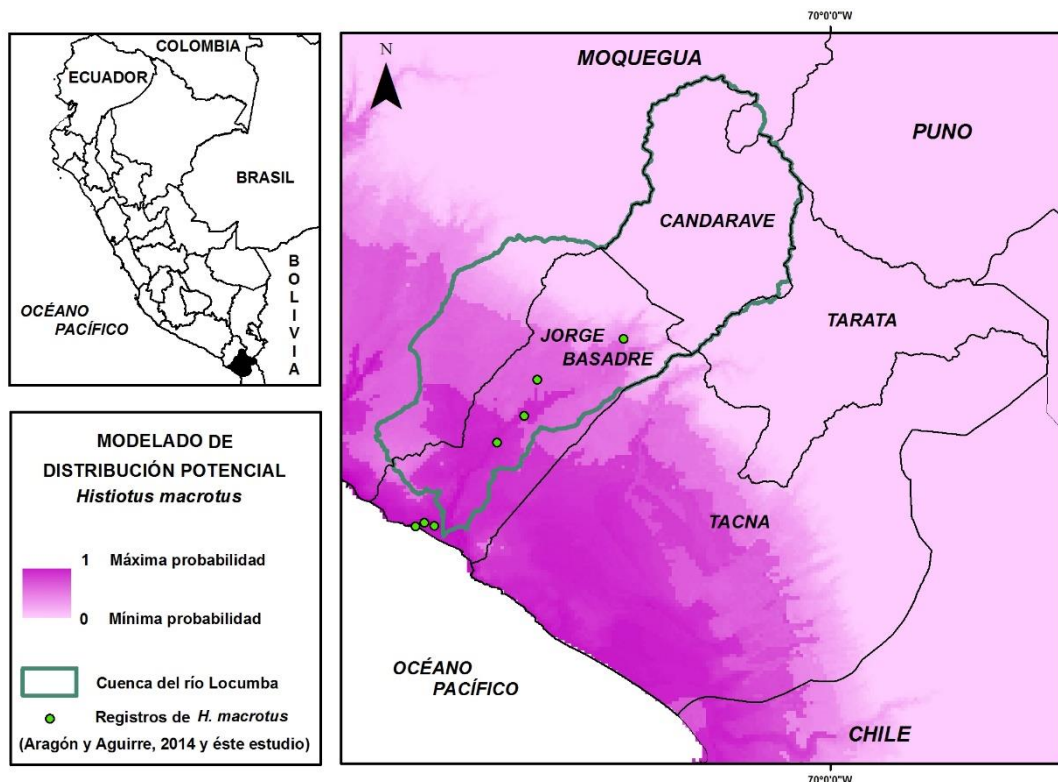 COLOMBIA
ECUADOR
BRASIL
BOLIVIA
OCÉANO
PACÍFICO
MODELADO DE
DISTRIBUCIÓN POTENCIAL
Histiotus macrotus
1 Máxima probabilidad
0 Mínima probabilidad
Cuenca del río Locumba
Registros de H. macrotus
(Aragón y Aguirre, 2014 y éste estudio)
70°0'0"W
N
MOQUEGUA
PUNO
CANDARAVE
JORGE
BASADRE
TARATA
TACNA
OCÉANO
PACÍFICO
CHILE
70°0'0"W